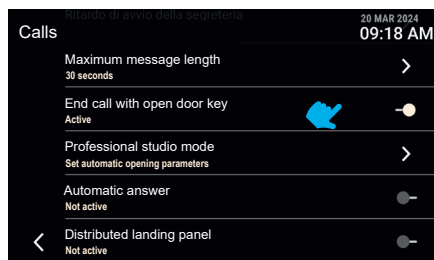 Ritardo di avvio della segreteria
20 MAR 2024
Calls
09:18 AM
Maximum message length
30 seconds
End call with open door key
Active
Professional studio mode
Set automatic opening parameters
Automatic answer
Not active
Distributed landing panel
Not active